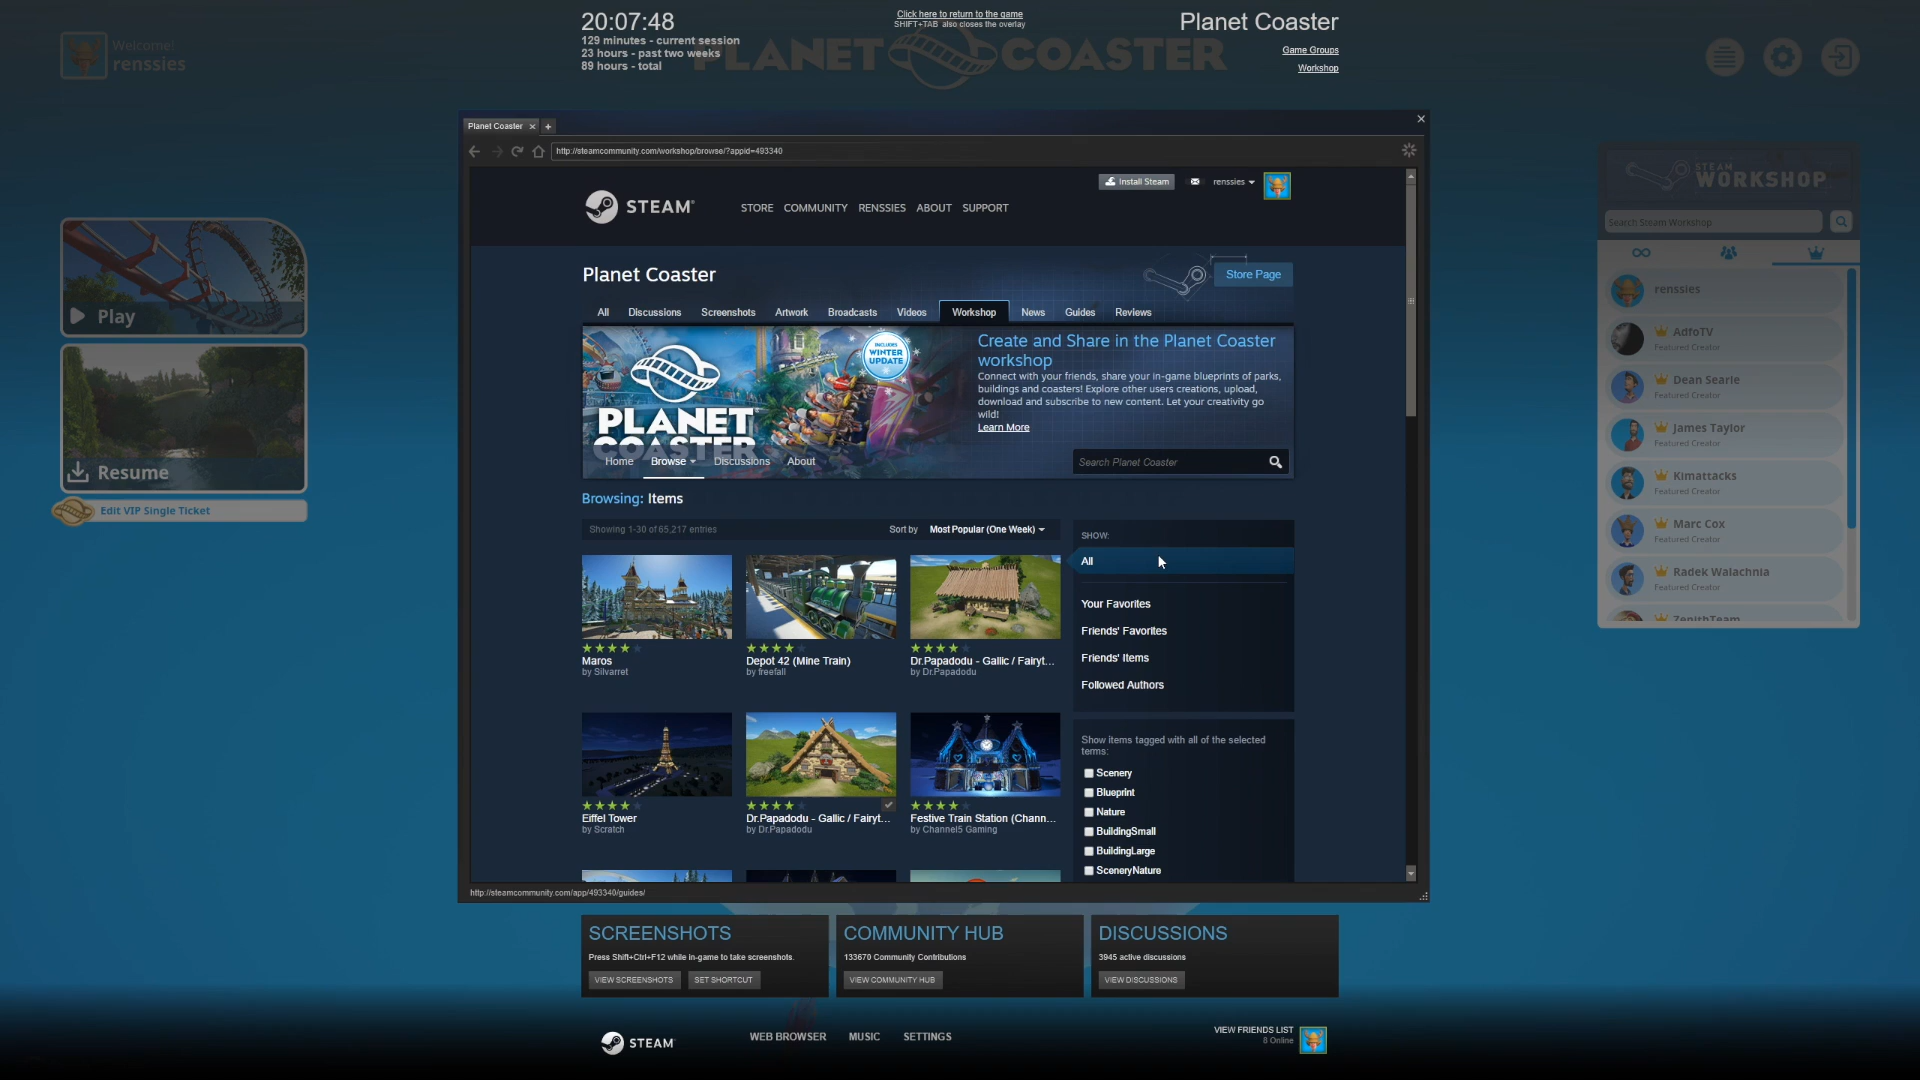 20:07:48
129 minutes - current session
23 hours - past two weeks
89 hours - total
Click here to return to the game
SHIFT+TAB also closes the overlay
Planet Coaster
Game Groups
Workshop
Welcome!
renssies
PLANET COASTER
Planet Coaster
http://steamcommunity.com/workshop/browse/?appid=493340
Install Steam
renssies
STEAM
STORE COMMUNITY RENSSIES ABOUT SUPPORT
Planet Coaster
Store Page
All Discussions Screenshots Artwork Broadcasts Videos Workshop News Guides Reviews
PLANET
COASTER
INCLUDES
WINTER
UPDATE
Create and Share in the Planet Coaster
workshop
Connect with your friends, share your in-game blueprints of parks,
buildings and coasters! Explore other users creations, upload,
download and subscribe to new content. Let your creativity go
wild!
Learn More
Home Browse Discussions About
Search Planet Coaster
Browsing: Items
Showing 1-30 of 65,217 entries
Sort by Most Popular (One Week)
Maros
by Silvarret
Depot 42 (Mine Train)
by freefall
Dr.Papadodu - Gallic / Fairyt...
by Dr.Papadodu
Eiffel Tower
by Scratch
Dr.Papadodu - Gallic / Fairyt...
by Dr.Papadodu
Festive Train Station (Chann...
by Channel5 Gaming
SHOW:
All
Your Favorites
Friends' Favorites
Friends' Items
Followed Authors
Show items tagged with all of the selected
terms:
Scenery
Blueprint
Nature
BuildingSmall
BuildingLarge
SceneryNature
http://steamcommunity.com/app/493340/guides/
Play
Resume
Edit VIP Single Ticket
STEAM
WORKSHOP
Search Steam Workshop
renssies
AdfoTV
Featured Creator
Dean Searle
Featured Creator
James Taylor
Featured Creator
Kimattacks
Featured Creator
Marc Cox
Featured Creator
Radek Walachnia
Featured Creator
ZenithTeam
SCREENSHOTS
Press Shift+Ctrl+F12 while in-game to take screenshots.
VIEW SCREENSHOTS SET SHORTCUT
COMMUNITY HUB
133670 Community Contributions
VIEW COMMUNITY HUB
DISCUSSIONS
3945 active discussions
VIEW DISCUSSIONS
STEAM
WEB BROWSER MUSIC SETTINGS
VIEW FRIENDS LIST
8 Online